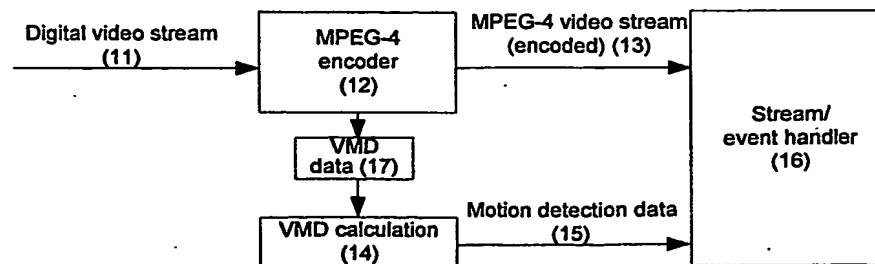 Digital video stream
(11)
MPEG-4
encoder
(12)
MPEG-4 video stream
(encoded) (13)
Stream/
event handler
(16)
VMD
data (17)
VMD calculation
(14)
Motion detection data
(15)